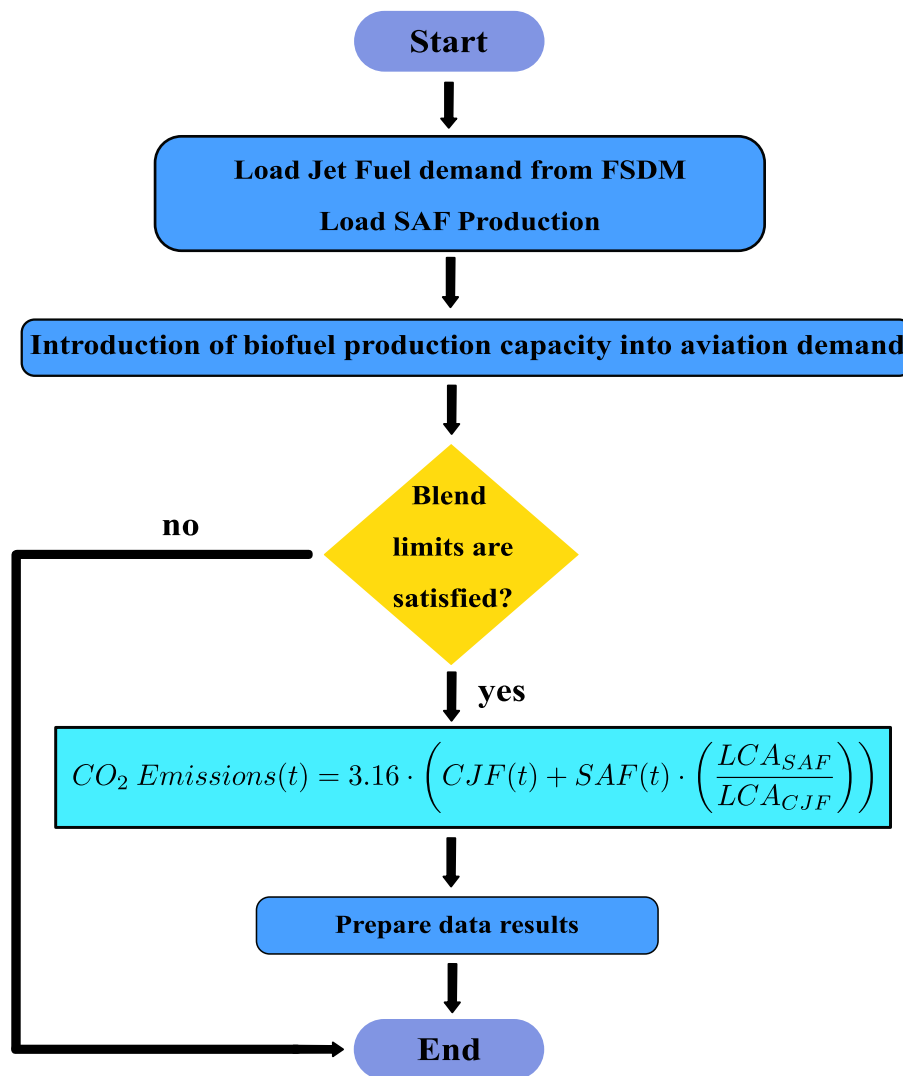 Start
Load Jet Fuel demand from FSDM
Load SAF Production
Introduction of biofuel production capacity into aviation demand
Blend
limits are
satisfied?
no
yes
CO₂ Emissions(t) = 3.16 · (CJF(t) + SAF(t) · (LCA_SAF / LCA_CJF))
Prepare data results
End